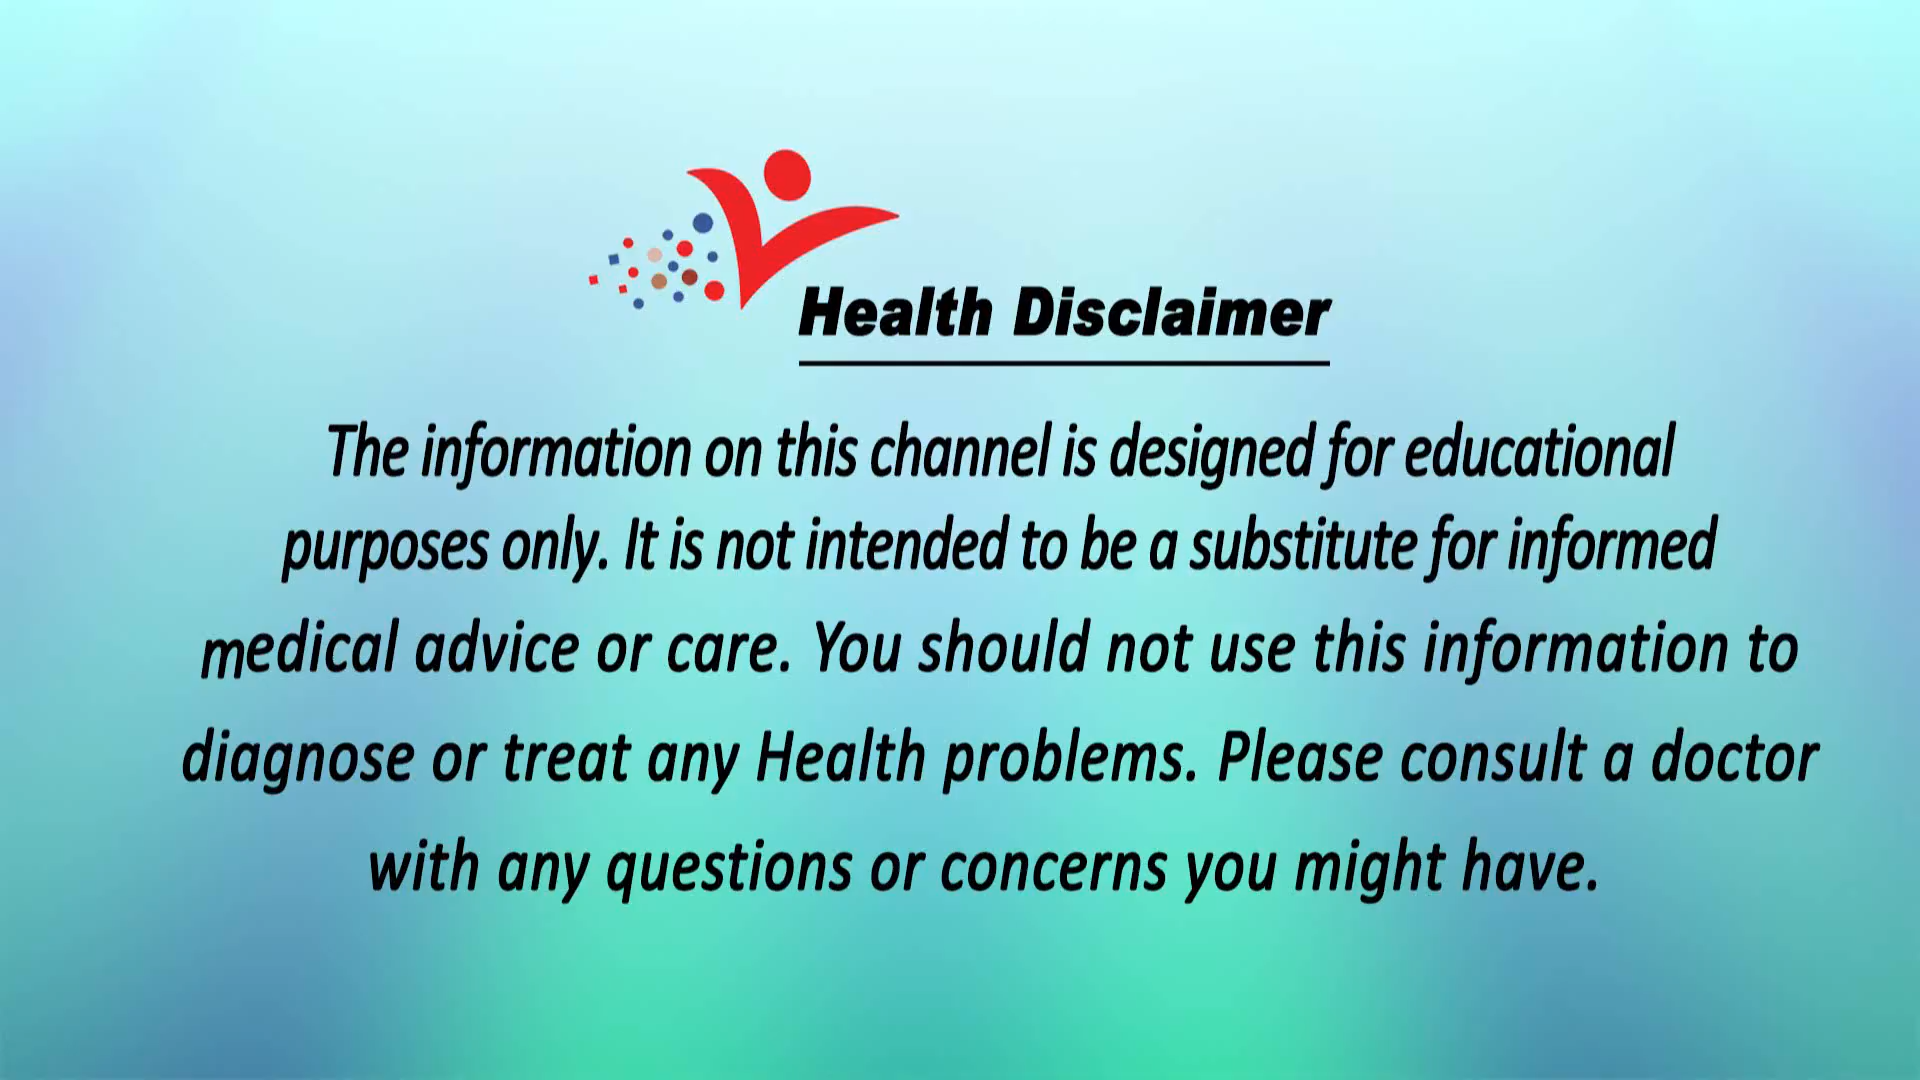 Health Disclaimer
The information on this channel is designed for educational
purposes only. It is not intended to be a substitute for informed
medical advice or care. You should not use this information to
diagnose or treat any Health problems. Please consult a doctor
with any questions or concerns you might have.